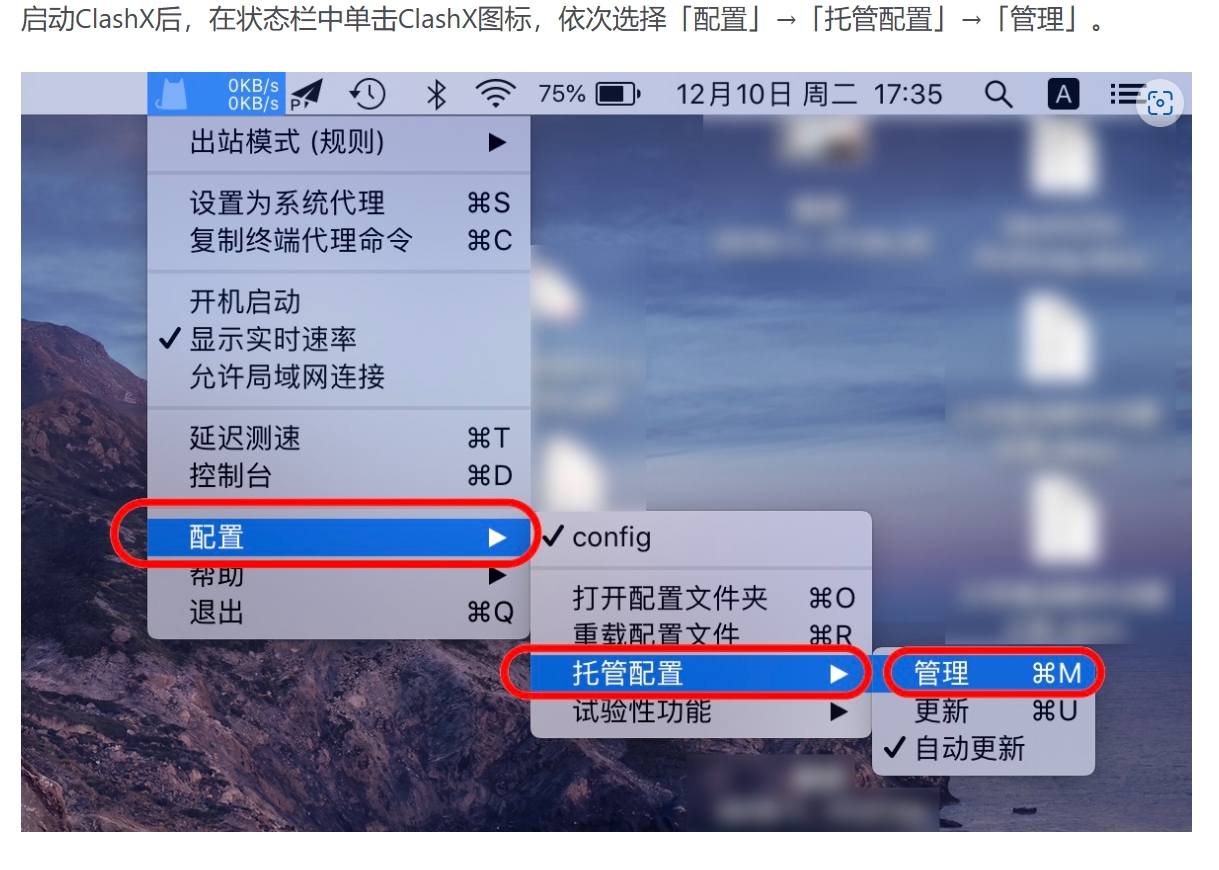 启动ClashX后，在状态栏中单击ClashX图标，依次选择「配置」→「托管配置」→「管理」。
0KB/s
0KB/s
P
75%
12月10日 周二 17:35
A
出站模式 (规则) ▶
设置为系统代理 ⌘S
复制终端代理命令 ⌘C
开机启动
✓ 显示实时速率
允许局域网连接
延迟测速 ⌘T
控制台 ⌘D
配置 ▶
帮助 ▶
退出 ⌘Q
✓ config
打开配置文件夹 ⌘O
重载配置文件 ⌘R
托管配置 ▶
试验性功能 ▶
管理 ⌘M
更新 ⌘U
✓ 自动更新